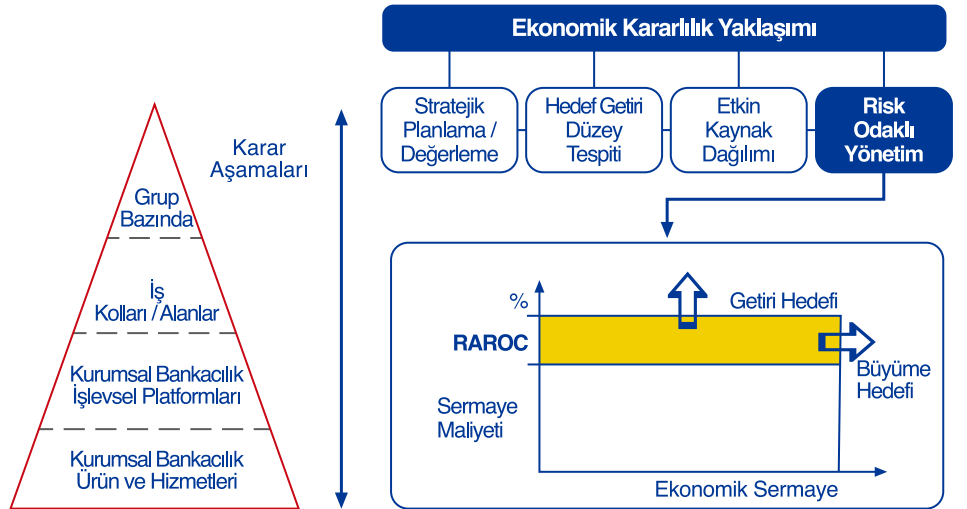 Ekonomik Kararlılık Yaklaşımı
Stratejik
Planlama /
Değerleme
Hedef Getiri
Düzey
Tespiti
Etkin
Kaynak
Dağılımı
Risk
Odaklı
Yönetim
Karar
Aşamaları
Grup
Bazında
İş
Kolları / Alanlar
Kurumsal Bankacılık
İşlevsel Platformları
Kurumsal Bankacılık
Ürün ve Hizmetleri
%
Getiri Hedefi
RAROC
Büyüme
Hedefi
Sermaye
Maliyeti
Ekonomik Sermaye